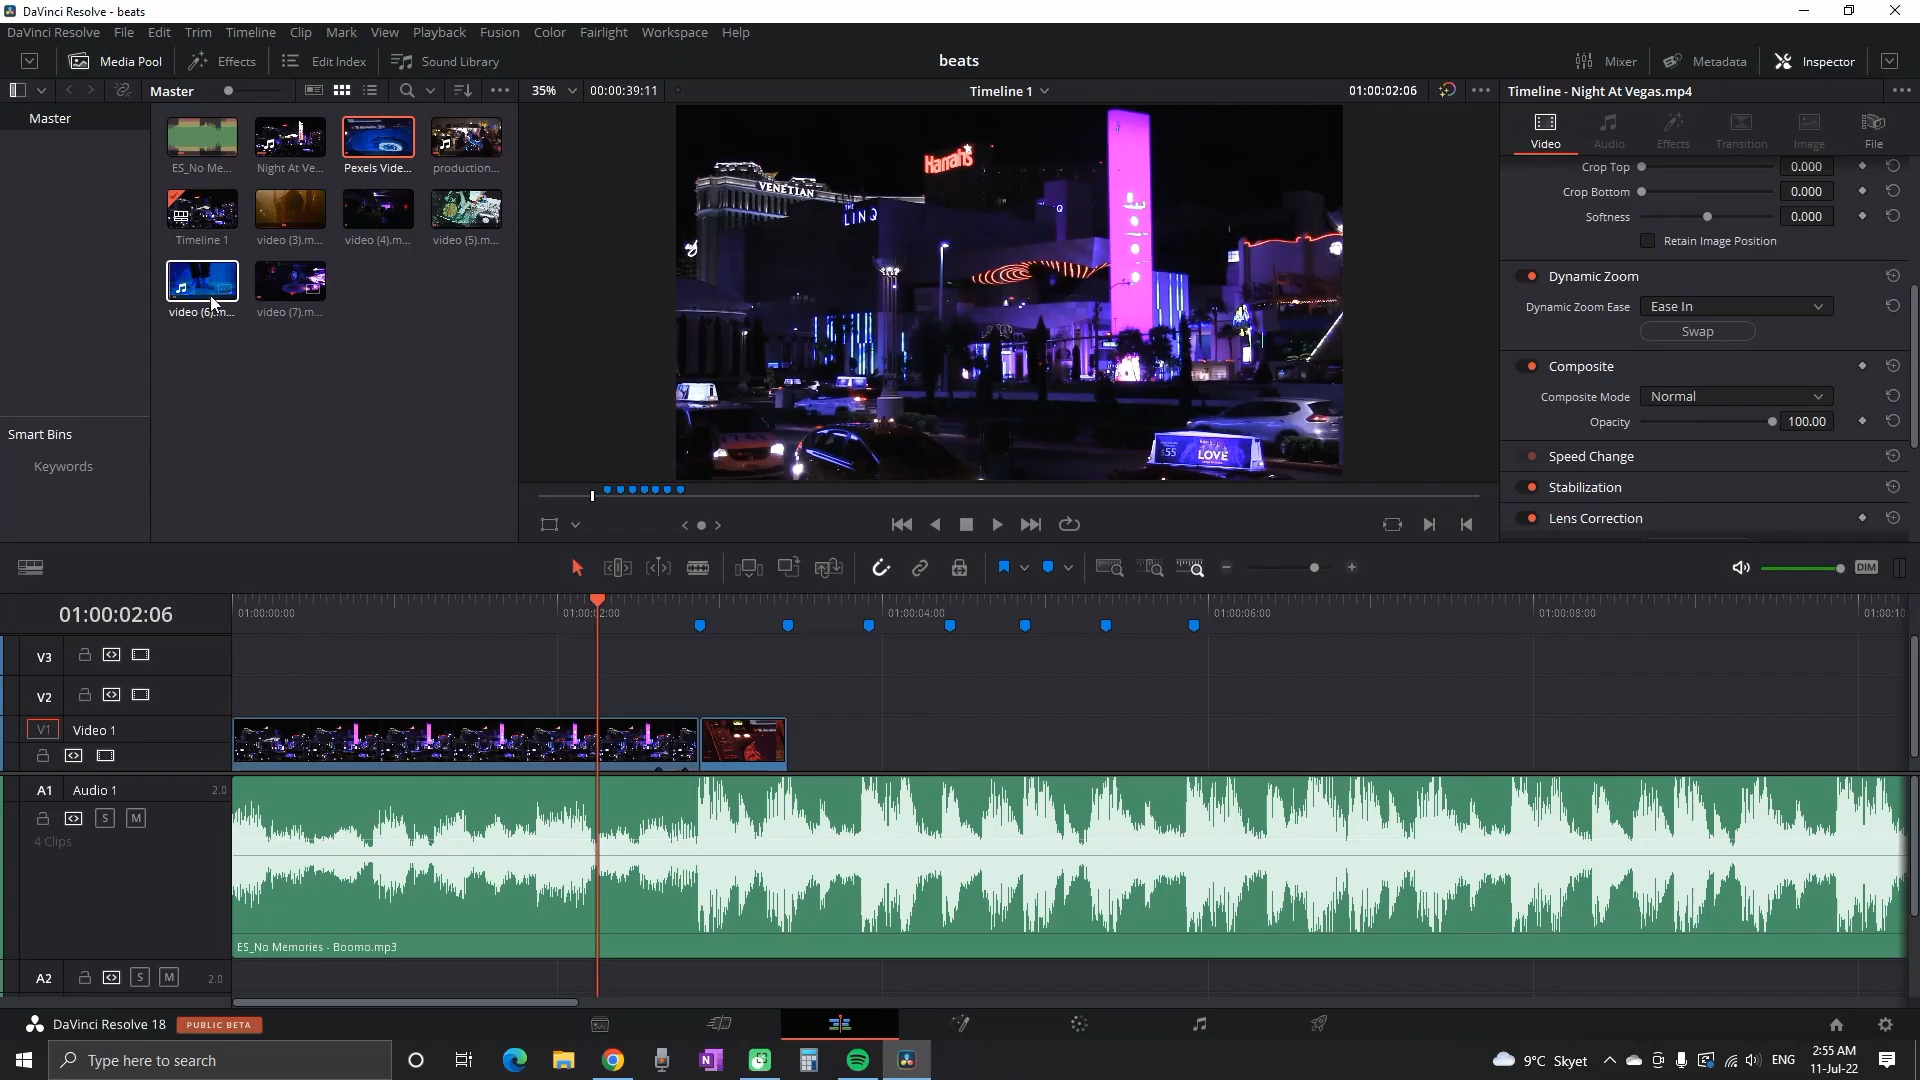 DaVinci Resolve - beats
DaVinci Resolve File Edit Trim Timeline Clip Mark View Playback Fusion Color Fairlight Workspace Help
Media Pool Effects Edit Index Sound Library beats Mixer Metadata Inspector
Master 35% 00:00:39:11 Timeline 1 01:00:02:06 Timeline - Night At Vegas.mp4
Master
ES_No Me... Night At Ve... Pexels Vide... production...
Timeline 1 video (3).m... video (4).m... video (5).m...
video (6).m... video (7).m...
Smart Bins
Keywords
VENETIAN
Harrah's
LINQ
$55 LOVE
Video Audio Effects Transition Image File
Crop Top 0.000
Crop Bottom 0.000
Softness 0.000
Retain Image Position
Dynamic Zoom
Dynamic Zoom Ease Ease In
Swap
Composite
Composite Mode Normal
Opacity 100.00
Speed Change
Stabilization
Lens Correction
DIM
01:00:02:06 01:00:00:00 01:00:02:00 01:00:04:00 01:00:06:00 01:00:08:00 01:00:10
V3
V2
V1 Video 1
A1 Audio 1 2.0
S M
4 Clips
ES_No Memories - Boomo.mp3
A2 S M 2.0
DaVinci Resolve 18 PUBLIC BETA
Type here to search 9°C Skyet ENG 2:55 AM
11-Jul-22